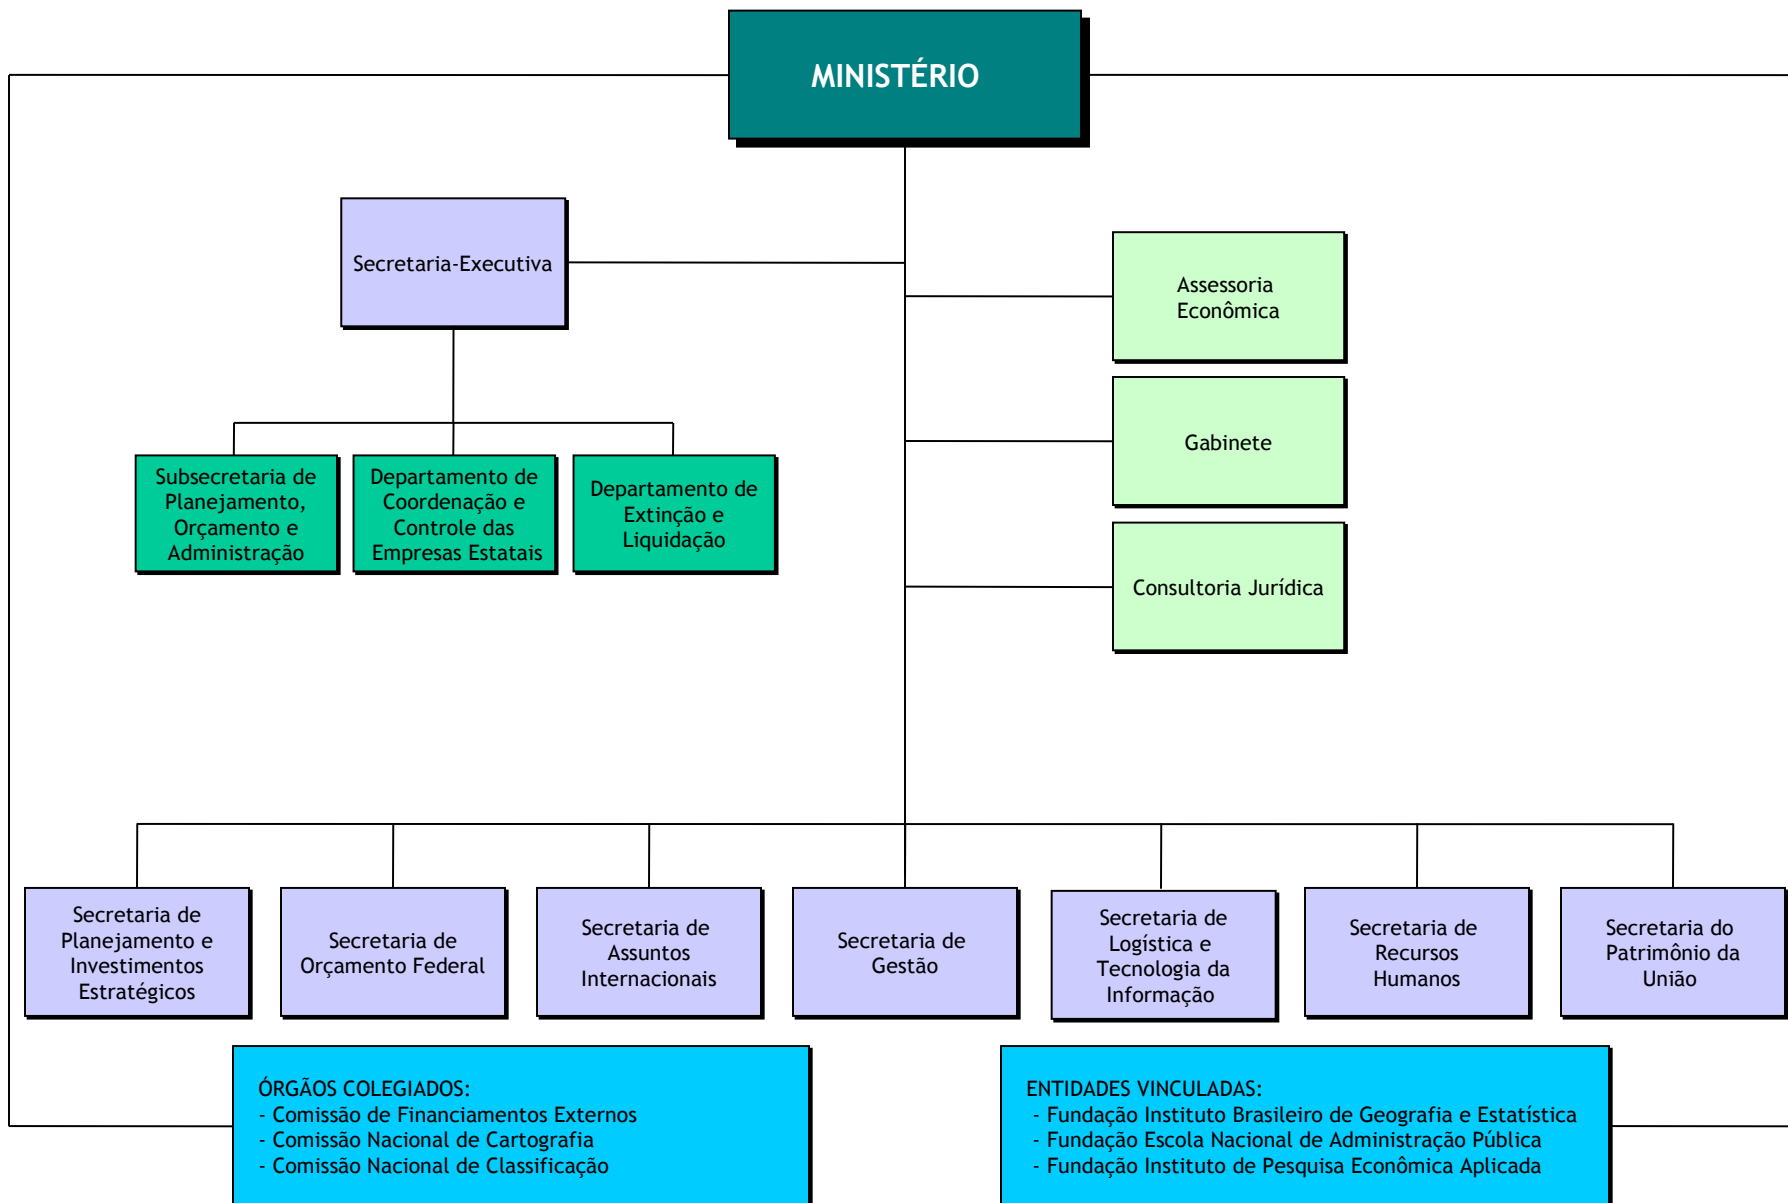 MINISTÉRIO
Secretaria-Executiva
Assessoria
Econômica
Gabinete
Consultoria Jurídica
Subsecretaria de
Planejamento,
Orçamento e
Administração
Departamento de
Coordenação e
Controle das
Empresas Estatais
Departamento de
Extinção e
Liquidação
Secretaria de
Planejamento e
Investimentos
Estratégicos
Secretaria de
Orçamento Federal
Secretaria de
Assuntos
Internacionais
Secretaria de
Gestão
Secretaria de
Logística e
Tecnologia da
Informação
Secretaria de
Recursos
Humanos
Secretaria do
Patrimônio da
União
ÓRGÃOS COLEGIADOS:
- Comissão de Financiamentos Externos
- Comissão Nacional de Cartografia
- Comissão Nacional de Classificação
ENTIDADES VINCULADAS:
- Fundação Instituto Brasileiro de Geografia e Estatística
- Fundação Escola Nacional de Administração Pública
- Fundação Instituto de Pesquisa Econômica Aplicada